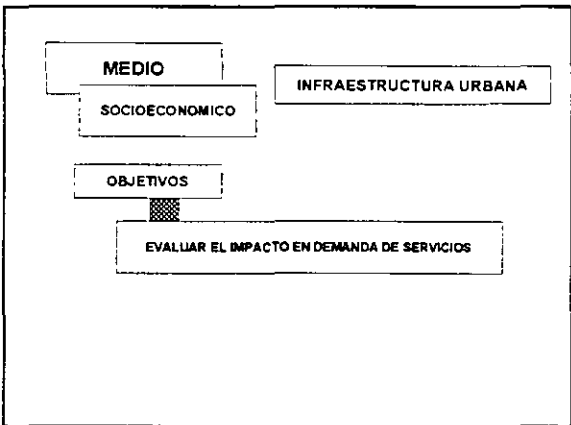 MEDIO
SOCIOECONOMICO
INFRAESTRUCTURA URBANA
OBJETIVOS
EVALUAR EL IMPACTO EN DEMANDA DE SERVICIOS